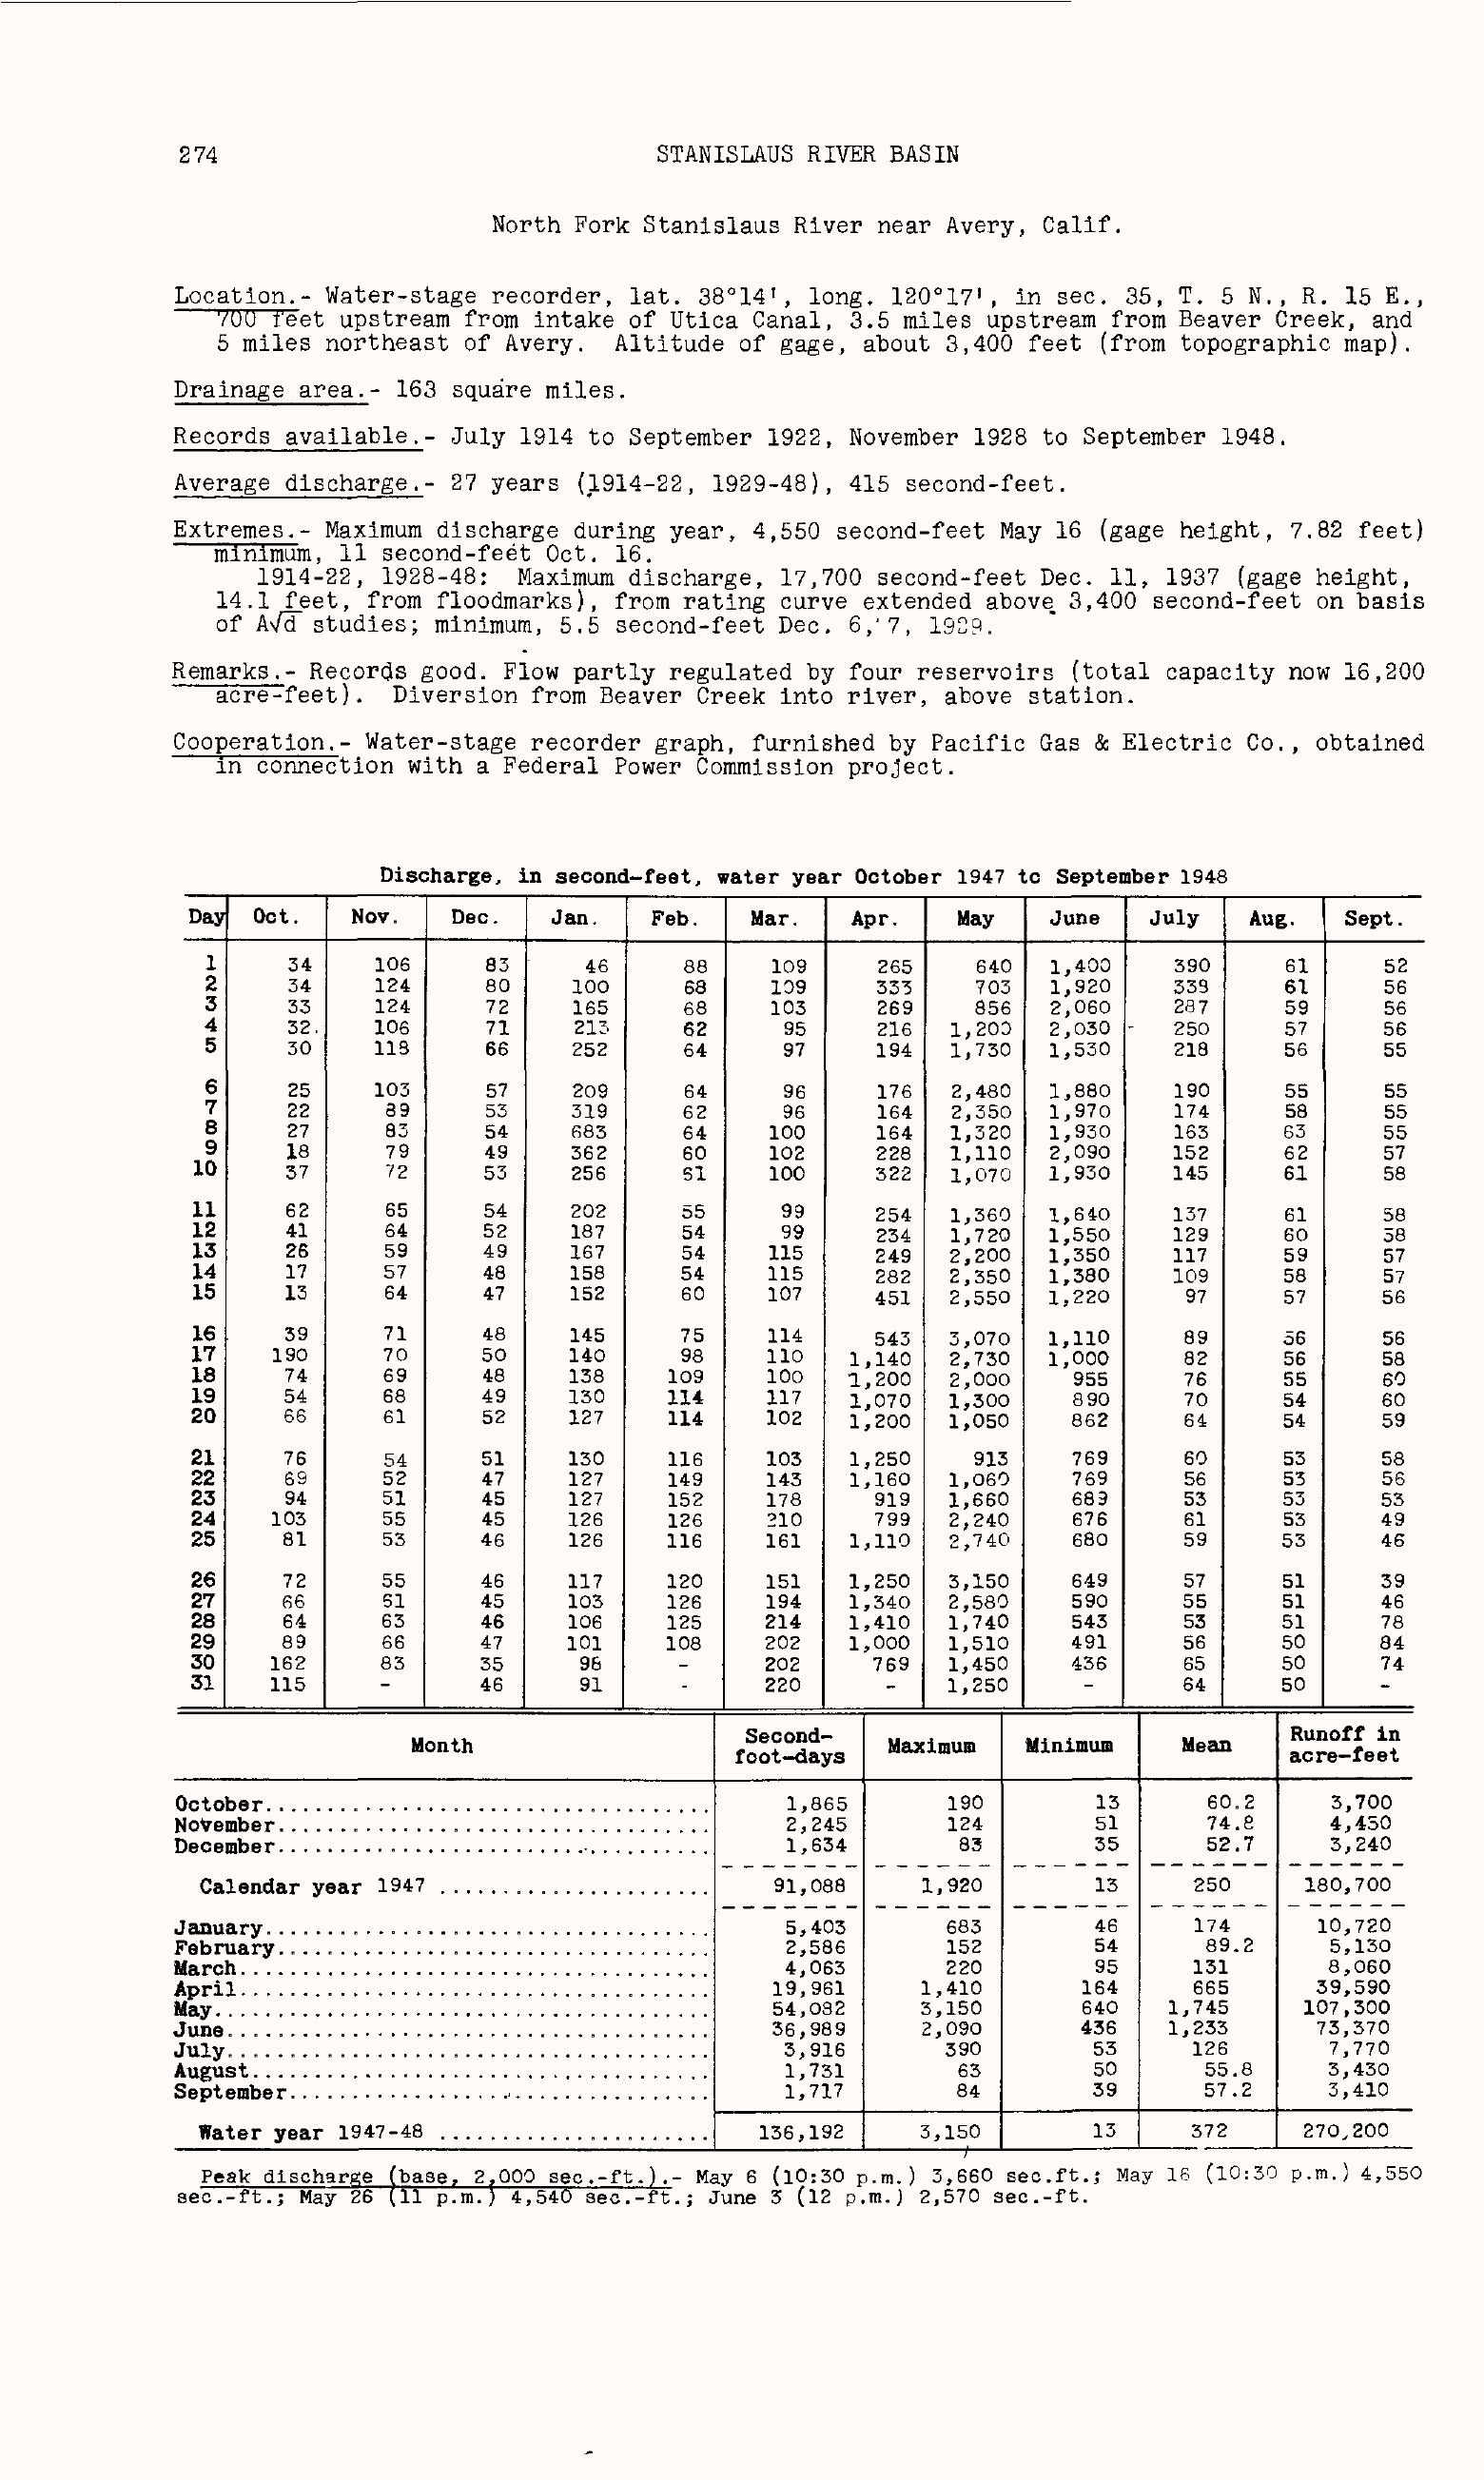 274 STANISLAUS RIVER BASIN
North Fork Stanislaus River near Avery, Calif.
Location.- Water-stage recorder, lat. 38°14', long. 120°17', in sec. 35, T. 5 N., R. 15 E.,
700 feet upstream from intake of Utica Canal, 3.5 miles upstream from Beaver Creek, and
5 miles northeast of Avery. Altitude of gage, about 3,400 feet (from topographic map).
Drainage area.- 163 square miles.
Records available.- July 1914 to September 1922, November 1928 to September 1948.
Average discharge.- 27 years (1914-22, 1929-48), 415 second-feet.
Extremes.- Maximum discharge during year, 4,550 second-feet May 16 (gage height, 7.82 feet)
minimum, 11 second-feet Oct. 16.
1914-22, 1928-48: Maximum discharge, 17,700 second-feet Dec. 11, 1937 (gage height,
14.1 feet, from floodmarks), from rating curve extended above 3,400 second-feet on basis
of A√d studies; minimum, 5.5 second-feet Dec. 6, 7, 1929.
Remarks.- Records good. Flow partly regulated by four reservoirs (total capacity now 16,200
acre-feet). Diversion from Beaver Creek into river, above station.
Cooperation.- Water-stage recorder graph, furnished by Pacific Gas & Electric Co., obtained
in connection with a Federal Power Commission project.
Discharge, in second-feet, water year October 1947 to September 1948
Day Oct. Nov. Dec. Jan. Feb. Mar. Apr. May June July Aug. Sept.
1 34 106 83 46 88 109 265 640 1,400 390 61 52
2 34 124 80 100 68 109 333 703 1,920 339 61 56
3 33 124 72 165 68 103 269 856 2,060 287 59 56
4 32 106 71 213 62 95 216 1,200 2,030 250 57 56
5 30 118 66 252 64 97 194 1,730 1,530 218 56 55
6 25 103 57 209 64 96 176 2,480 1,880 190 55 55
7 22 89 53 319 62 96 164 2,350 1,970 174 58 55
8 27 83 54 683 64 100 164 1,320 1,930 163 63 55
9 18 79 49 362 60 102 228 1,110 2,090 152 62 57
10 37 72 53 256 51 100 322 1,070 1,930 145 61 58
11 62 65 54 202 55 99 254 1,360 1,640 137 61 58
12 41 64 52 187 54 99 234 1,720 1,550 129 60 58
13 26 59 49 167 54 115 249 2,200 1,350 117 59 57
14 17 57 48 158 54 115 282 2,350 1,380 109 58 57
15 13 64 47 152 60 107 451 2,550 1,220 97 57 56
16 39 71 48 145 75 114 543 3,070 1,110 89 56 56
17 190 70 50 140 98 110 1,140 2,730 1,000 82 56 58
18 74 69 48 138 109 100 1,200 2,000 955 76 55 60
19 54 68 49 130 114 117 1,070 1,300 890 70 54 60
20 66 61 52 127 114 102 1,200 1,050 862 64 54 59
21 76 54 51 130 116 103 1,250 913 769 60 53 58
22 69 52 47 127 149 143 1,160 1,060 769 56 53 56
23 94 51 45 127 152 178 919 1,660 689 53 53 53
24 103 55 45 126 126 210 799 2,240 676 61 53 49
25 81 53 46 126 116 161 1,110 2,740 680 59 53 46
26 72 55 46 117 120 151 1,250 3,150 649 57 51 39
27 66 51 45 103 126 194 1,340 2,580 590 55 51 46
28 64 63 46 106 125 214 1,410 1,740 543 53 51 78
29 89 66 47 101 108 202 1,000 1,510 491 56 50 84
30 162 83 35 98 - 202 769 1,450 436 65 50 74
31 115 - 46 91 - 220 - 1,250 - 64 50 -
Month Second-foot-days Maximum Minimum Mean Runoff in acre-feet
October 1,865 190 13 60.2 3,700
November 2,245 124 51 74.8 4,450
December 1,634 83 35 52.7 3,240
Calendar year 1947 91,088 1,920 13 250 180,700
January 5,403 683 46 174 10,720
February 2,586 152 54 89.2 5,130
March 4,063 220 95 131 8,060
April 19,961 1,410 164 665 39,590
May 54,082 3,150 640 1,745 107,300
June 36,989 2,090 436 1,233 73,370
July 3,916 390 53 126 7,770
August 1,731 63 50 55.8 3,430
September 1,717 84 39 57.2 3,410
Water year 1947-48 136,192 3,150 13 372 270,200
Peak discharge (base, 2,000 sec.-ft.).- May 6 (10:30 p.m.) 3,660 sec.ft.; May 16 (10:30 p.m.) 4,550
sec.-ft.; May 26 (11 p.m.) 4,540 sec.-ft.; June 3 (12 p.m.) 2,570 sec.-ft.